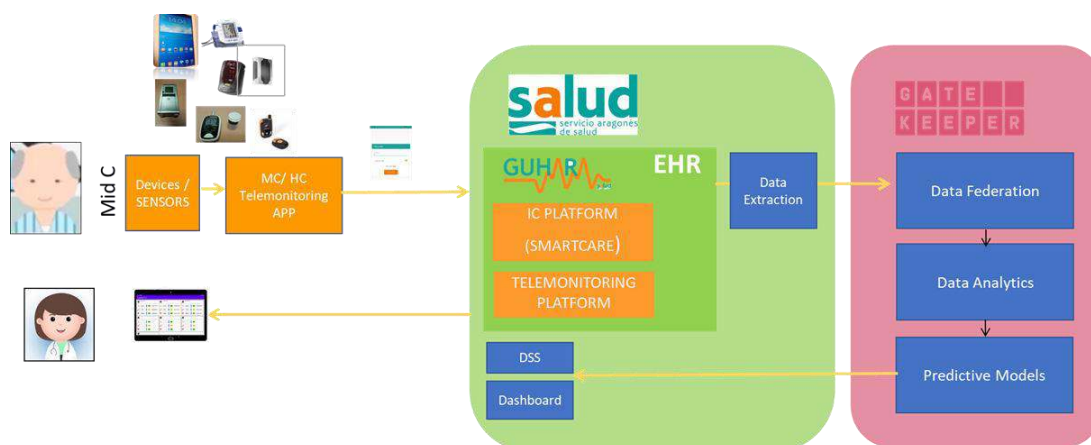 Mid C
Devices /
SENSORS
MC/ HC
Telemonitoring
APP
salud
servicio aragonés
de salud
GUHARA
salud
EHR
IC PLATFORM
(SMARTCARE)
TELEMONITORING
PLATFORM
Data
Extraction
DSS
Dashboard
GATE
KEEPER
Data Federation
Data Analytics
Predictive Models